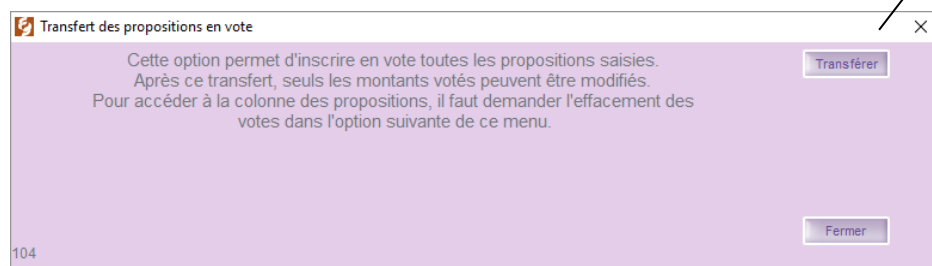 Transfert des propositions en vote
Cette option permet d'inscrire en vote toutes les propositions saisies.
Transférer
Après ce transfert, seuls les montants votés peuvent être modifiés.
Pour accéder à la colonne des propositions, il faut demander l'effacement des
votes dans l'option suivante de ce menu.
Fermer
104